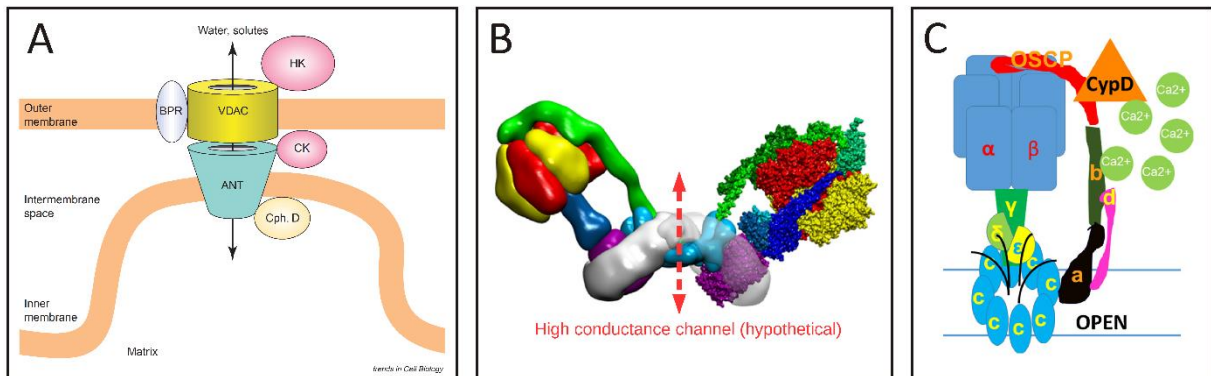 A
Water, solutes
HK
Outer
membrane
BPR
VDAC
CK
ANT
Intermembrane
space
Cph. D
Inner
membrane
Matrix
trends in Cell Biology
B
High conductance channel (hypothetical)
C
OSCP
CypD
Ca2+
Ca2+
Ca2+
Ca2+
Ca2+
α
β
b
d
γ
ε
c
c
a
c
c
c
c
c
OPEN